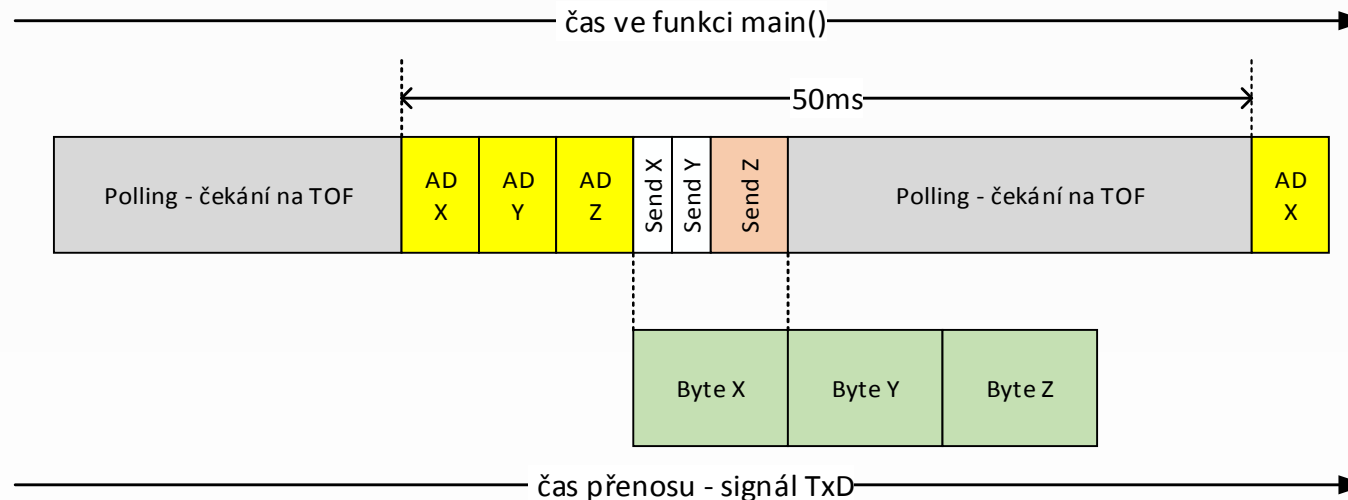 čas ve funkci main()
50ms
Polling - čekání na TOF
AD
X
AD
Y
AD
Z
Send X
Send Y
Send Z
Polling - čekání na TOF
AD
X
Byte X
Byte Y
Byte Z
čas přenosu - signál TxD